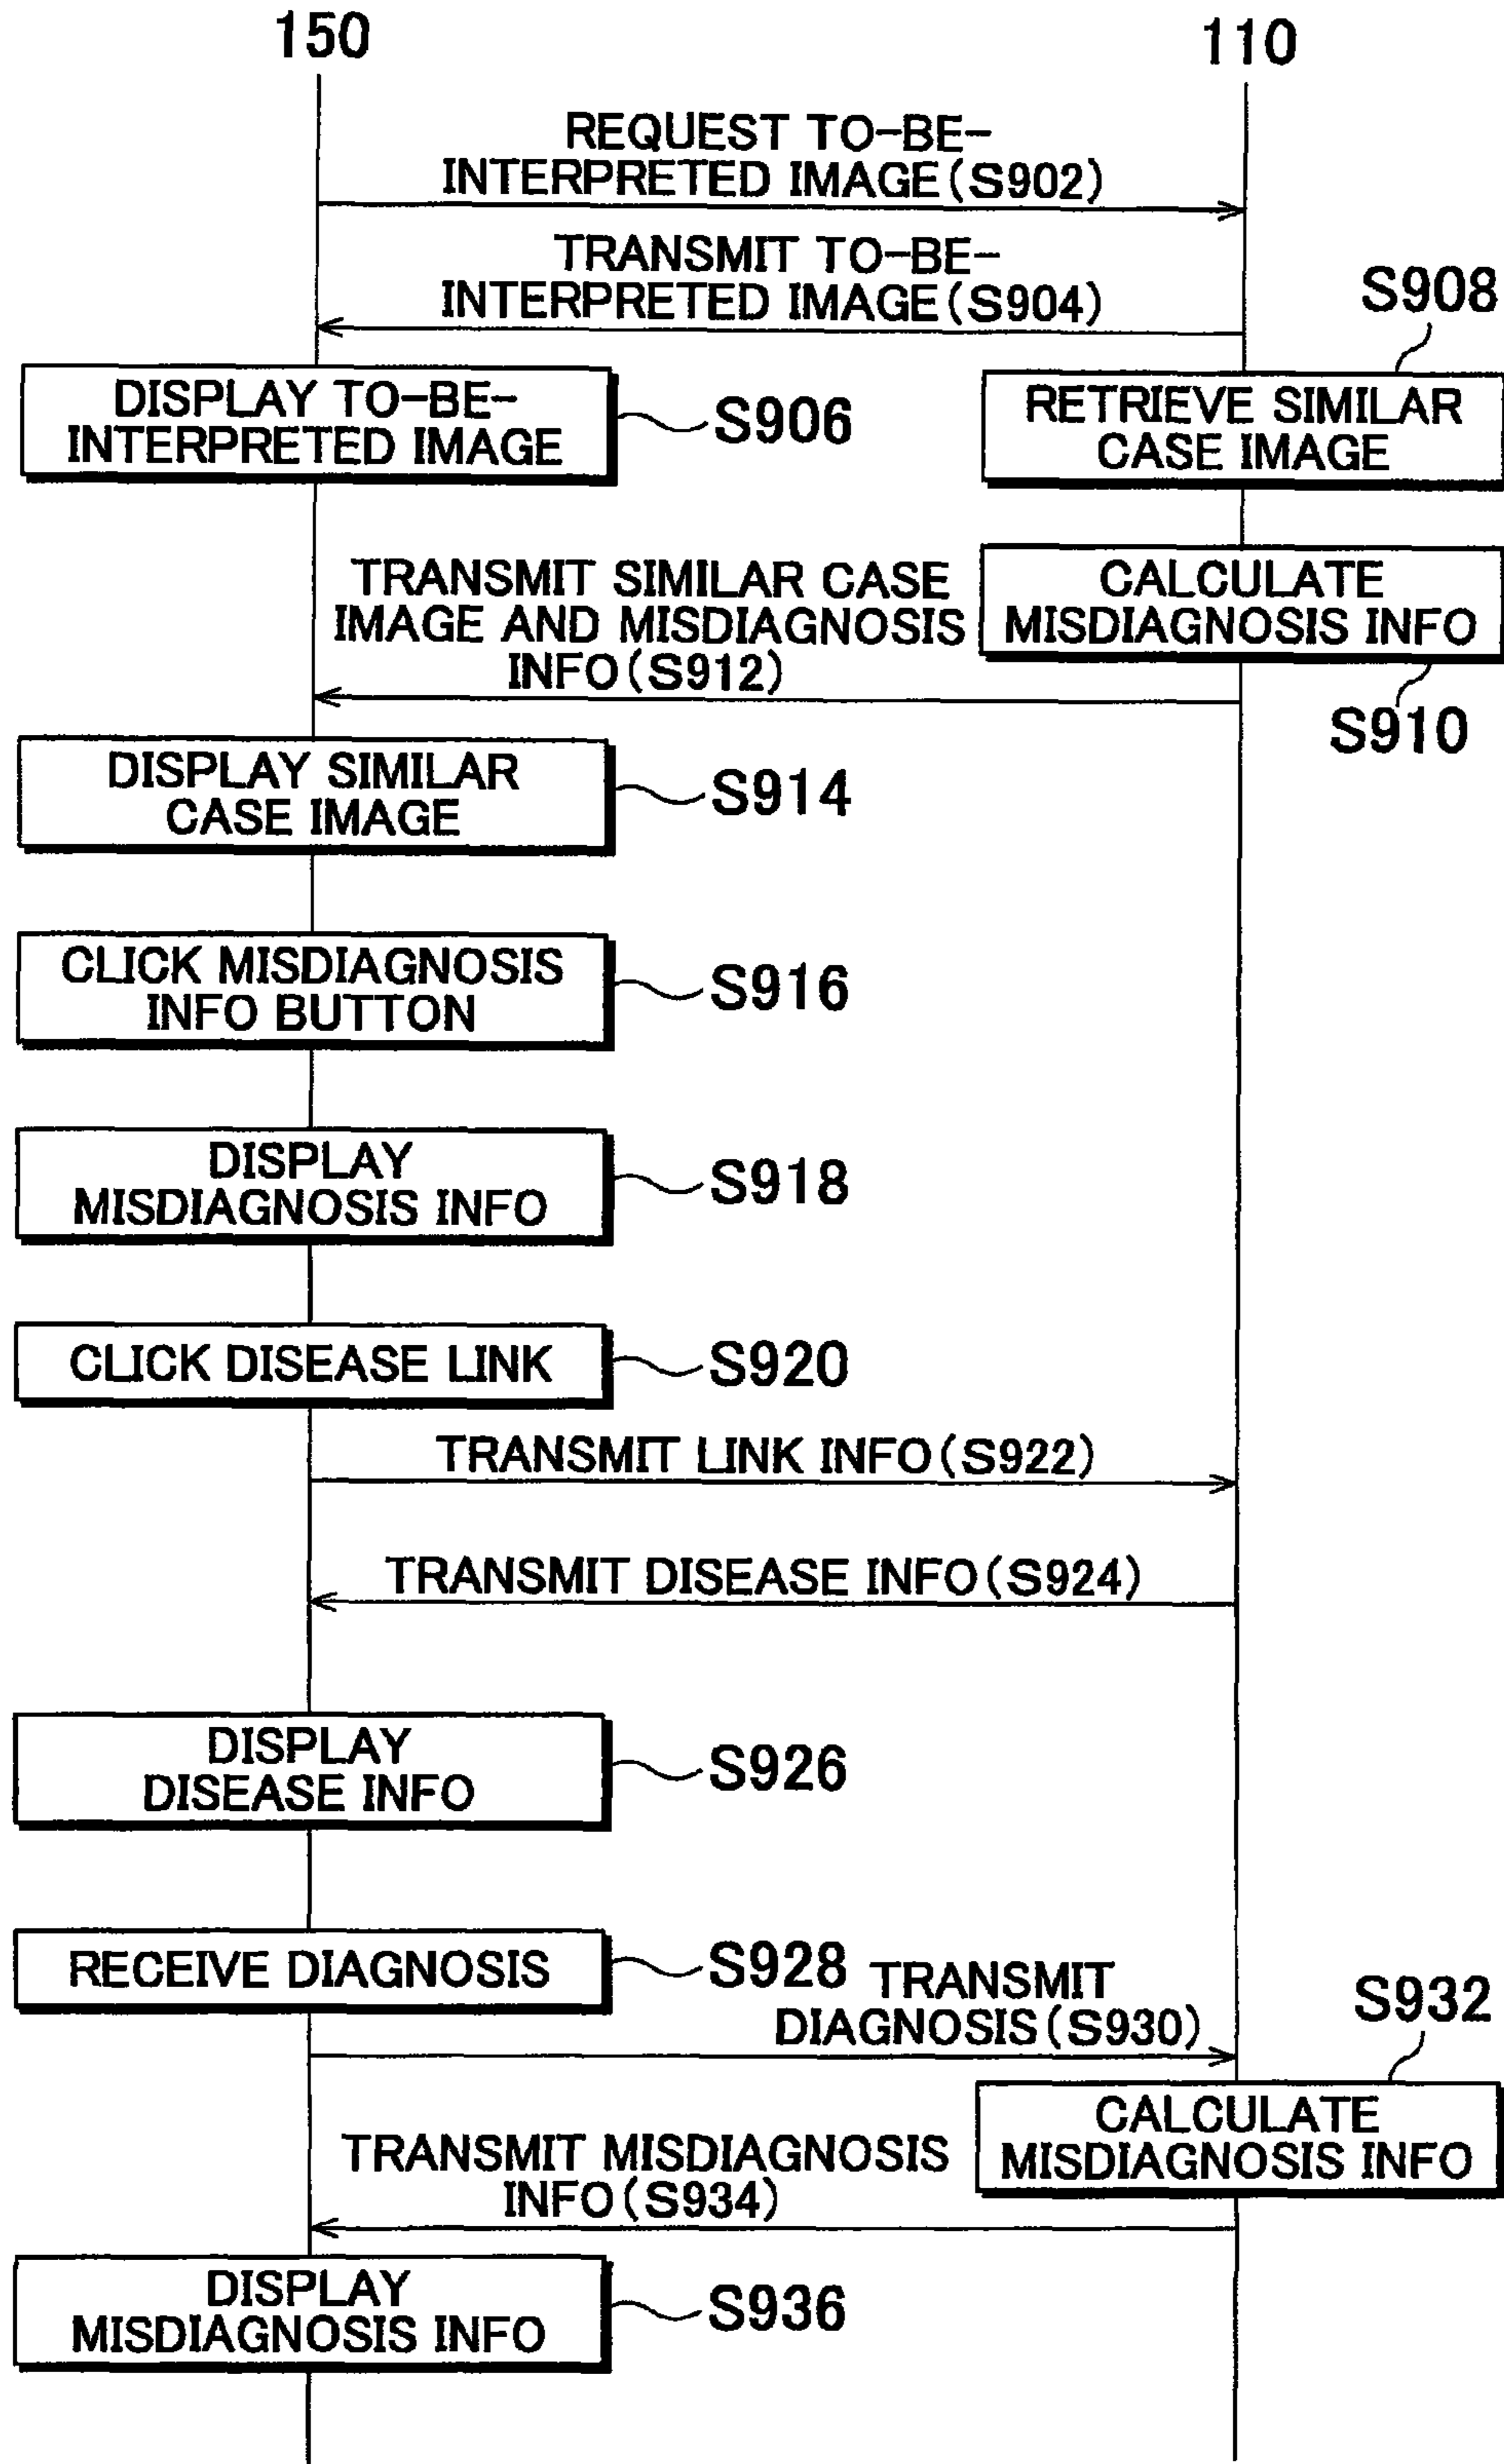 150
110
REQUEST TO-BE-
INTERPRETED IMAGE(S902)
TRANSMIT TO-BE-
INTERPRETED IMAGE(S904)
S908
DISPLAY TO-BE-
INTERPRETED IMAGE
S906
RETRIEVE SIMILAR
CASE IMAGE
TRANSMIT SIMILAR CASE
IMAGE AND MISDIAGNOSIS
INFO(S912)
CALCULATE
MISDIAGNOSIS INFO
S910
DISPLAY SIMILAR
CASE IMAGE
S914
CLICK MISDIAGNOSIS
INFO BUTTON
S916
DISPLAY
MISDIAGNOSIS INFO
S918
CLICK DISEASE LINK
S920
TRANSMIT LINK INFO(S922)
TRANSMIT DISEASE INFO(S924)
DISPLAY
DISEASE INFO
S926
RECEIVE DIAGNOSIS
S928
TRANSMIT
DIAGNOSIS(S930)
S932
CALCULATE
MISDIAGNOSIS INFO
TRANSMIT MISDIAGNOSIS
INFO(S934)
DISPLAY
MISDIAGNOSIS INFO
S936